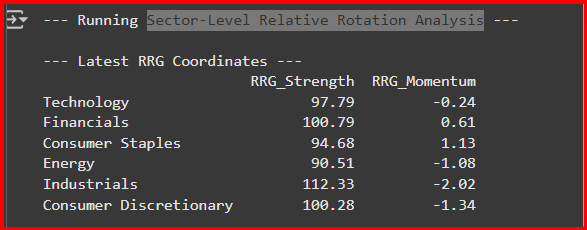 --- Running Sector-Level Relative Rotation Analysis ---
--- Latest RRG Coordinates ---
RRG_Strength RRG_Momentum
Technology 97.79 -0.24
Financials 100.79 0.61
Consumer Staples 94.68 1.13
Energy 90.51 -1.08
Industrials 112.33 -2.02
Consumer Discretionary 100.28 -1.34